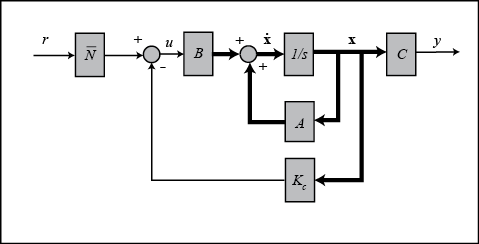 r N̅ + - u B + + ẋ 1/s x C y
A
K_c